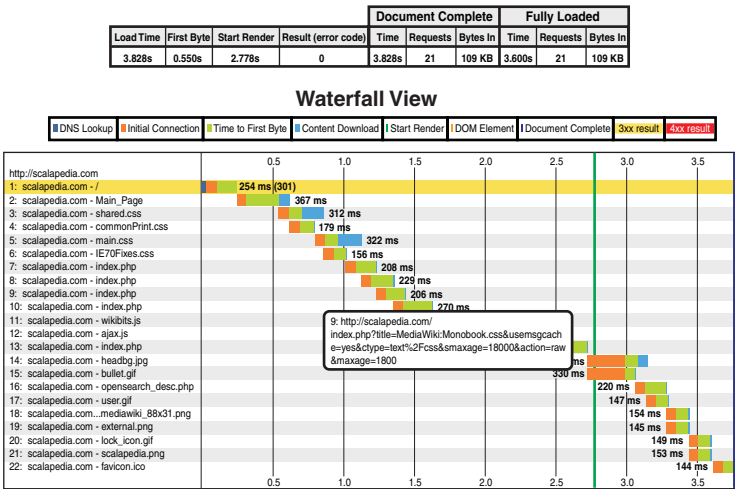 Document Complete Fully Loaded
Load Time First Byte Start Render Result (error code) Time Requests Bytes In Time Requests Bytes In
3.828s 0.550s 2.778s 0 3.828s 21 109 KB 3.600s 21 109 KB
Waterfall View
DNS Lookup Initial Connection Time to First Byte Content Download Start Render DOM Element Document Complete 3xx result 4xx result
0.5 1.0 1.5 2.0 2.5 3.0 3.5
http://scalapedia.com
1: scalapedia.com - / 254 ms (301)
2: scalapedia.com - Main_Page 367 ms
3: scalapedia.com - shared.css 312 ms
4: scalapedia.com - commonPrint.css 179 ms
5: scalapedia.com - main.css 322 ms
6: scalapedia.com - IE70Fixes.css 156 ms
7: scalapedia.com - index.php 208 ms
8: scalapedia.com - index.php 229 ms
9: scalapedia.com - index.php 206 ms
10: scalapedia.com - index.php 270 ms
11: scalapedia.com - wikibits.js
12: scalapedia.com - ajax.js
13: scalapedia.com - index.php
9: http://scalapedia.com/
index.php?title=MediaWiki:Monobook.css&usemsgcach
e=yes&ctype=text%2Fcss&smaxage=18000&action=raw
&maxage=1800
14: scalapedia.com - headbg.jpg ms
15: scalapedia.com - bullet.gif 330 ms
16: scalapedia.com - opensearch_desc.php 220 ms
17: scalapedia.com - user.gif 147 ms
18: scalapedia.com...mediawiki_88x31.png 154 ms
19: scalapedia.com - external.png 145 ms
20: scalapedia.com - lock_icon.gif 149 ms
21: scalapedia.com - scalapedia.png 153 ms
22: scalapedia.com - favicon.ico 144 ms
0.5 1.0 1.5 2.0 2.5 3.0 3.5